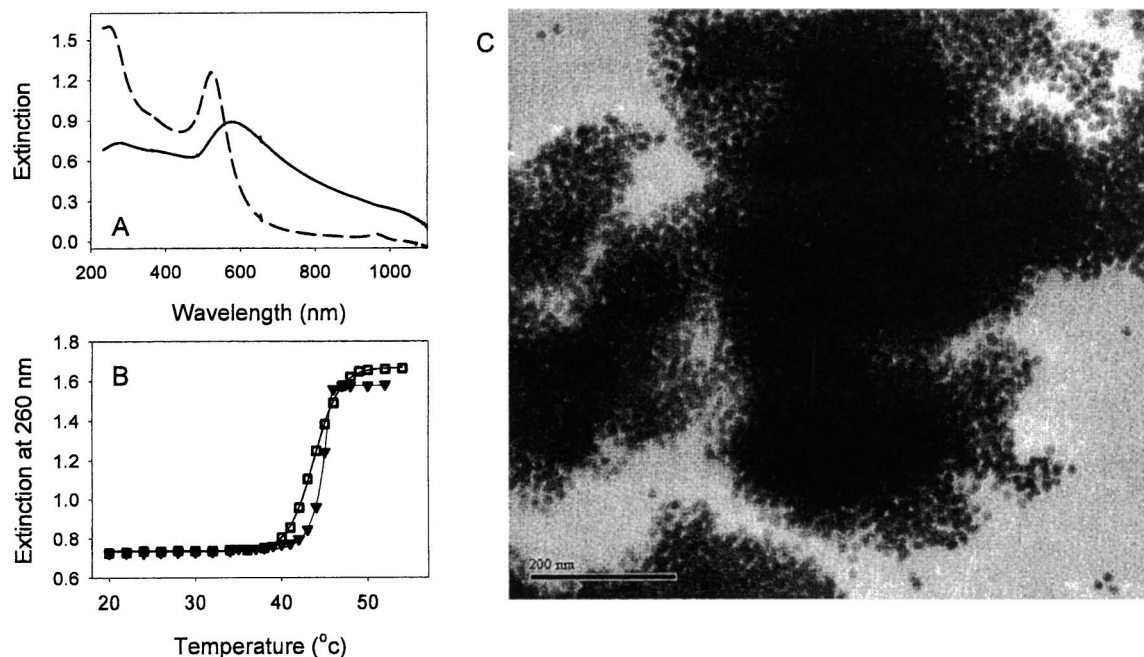 A
Extinction
1.5
1.2
0.9
0.6
0.3
0.0
200 400 600 800 1000
Wavelength (nm)
B
Extinction at 260 nm
1.8
1.6
1.4
1.2
1.0
0.8
0.6
20 30 40 50
Temperature (°c)
C
200 nm